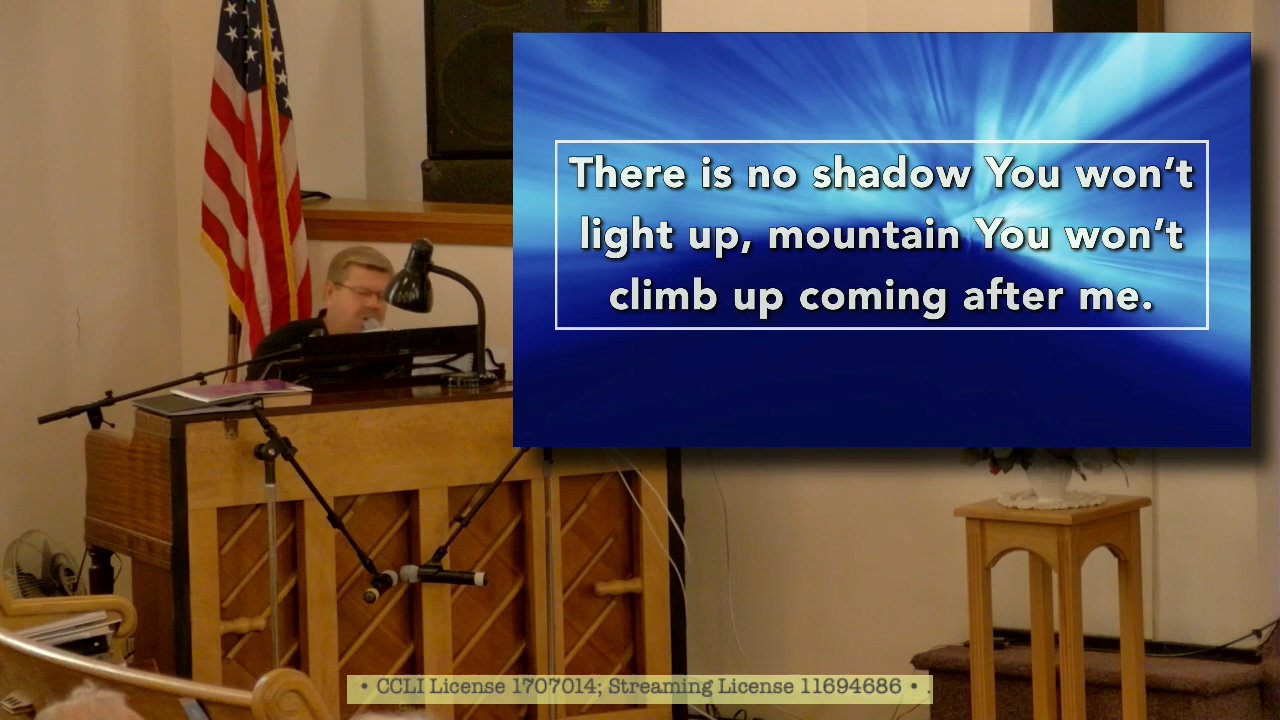 There is no shadow You won't
light up, mountain You won't
climb up coming after me.
• CCLI License 1707014; Streaming License 11694686 • .